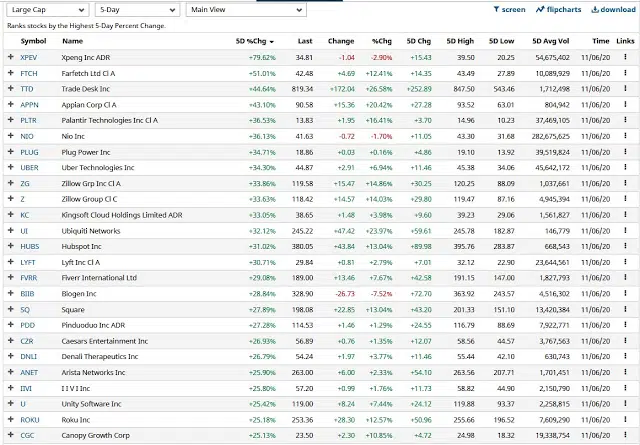 Large Cap 5-Day Main View screen flipcharts download
Ranks stocks by the Highest 5-Day Percent Change.
Symbol Name 5D %Chg Last Change %Chg 5D Chg 5D High 5D Low 5D Avg Vol Time Links
XPEV Xpeng Inc ADR +79.62% 34.81 -1.04 -2.90% +15.43 39.50 20.25 54,675,402 11/06/20
FTCH Farfetch Ltd Cl A +51.01% 42.48 +4.69 +12.41% +14.35 43.49 27.89 10,089,929 11/06/20
TTD Trade Desk Inc +44.64% 819.34 +172.04 +26.58% +252.89 847.50 543.46 1,712,498 11/06/20
APPN Appian Corp Cl A +43.10% 90.58 +15.36 +20.42% +27.28 93.52 63.01 804,942 11/06/20
PLTR Palantir Technologies Inc Cl A +36.53% 13.83 +1.95 +16.41% +3.70 14.96 10.23 37,469,105 11/06/20
NIO Nio Inc +36.13% 41.63 -0.72 -1.70% +11.05 43.30 31.68 282,675,625 11/06/20
PLUG Plug Power Inc +34.71% 18.86 +0.03 +0.16% +4.86 19.10 13.92 39,519,824 11/06/20
UBER Uber Technologies Inc +34.30% 44.87 +2.91 +6.94% +11.46 45.38 34.06 45,642,172 11/06/20
ZG Zillow Grp Inc Cl A +33.86% 119.58 +15.47 +14.86% +30.25 120.25 88.09 1,037,661 11/06/20
Z Zillow Group Cl C +33.63% 118.42 +14.57 +14.03% +29.80 119.47 87.16 4,945,394 11/06/20
KC Kingsoft Cloud Holdings Limited ADR +33.05% 38.65 +1.48 +3.98% +9.60 39.23 29.06 1,561,827 11/06/20
UI Ubiquiti Networks +32.12% 245.22 +47.42 +23.97% +59.61 245.78 182.87 146,779 11/06/20
HUBS Hubspot Inc +31.02% 380.05 +43.84 +13.04% +89.98 395.76 283.87 668,543 11/06/20
LYFT Lyft Inc Cl A +30.71% 29.84 +0.81 +2.79% +7.01 32.12 22.90 23,644,561 11/06/20
FVRR Fiverr International Ltd +29.08% 189.00 +13.46 +7.67% +42.58 191.15 147.00 1,827,793 11/06/20
BIIB Biogen Inc +28.84% 328.90 -26.73 -7.52% +72.70 363.92 243.57 4,516,302 11/06/20
SQ Square +27.89% 198.08 +22.85 +13.04% +43.20 201.33 151.10 13,420,384 11/06/20
PDD Pinduoduo Inc ADR +27.28% 114.53 +1.46 +1.29% +24.55 116.79 88.69 7,922,771 11/06/20
CZR Caesars Entertainment Inc +26.93% 56.89 +0.76 +1.35% +12.07 58.56 44.57 3,767,563 11/06/20
DNLI Denali Therapeutics Inc +26.79% 54.24 +1.97 +3.77% +11.46 55.44 42.10 630,743 11/06/20
ANET Arista Networks Inc +25.90% 263.00 +6.00 +2.33% +54.10 263.56 207.71 1,701,451 11/06/20
IIVI I I V I Inc +25.80% 57.20 +0.99 +1.76% +11.73 58.82 44.90 2,150,790 11/06/20
U Unity Software Inc +25.42% 119.00 +8.24 +7.44% +24.12 119.88 93.37 2,258,815 11/06/20
ROKU Roku Inc +25.18% 253.36 +28.30 +12.57% +50.96 255.66 196.52 7,609,290 11/06/20
CGC Canopy Growth Corp +25.13% 23.50 +2.30 +10.85% +4.72 24.98 18.32 9,338,754 11/06/20